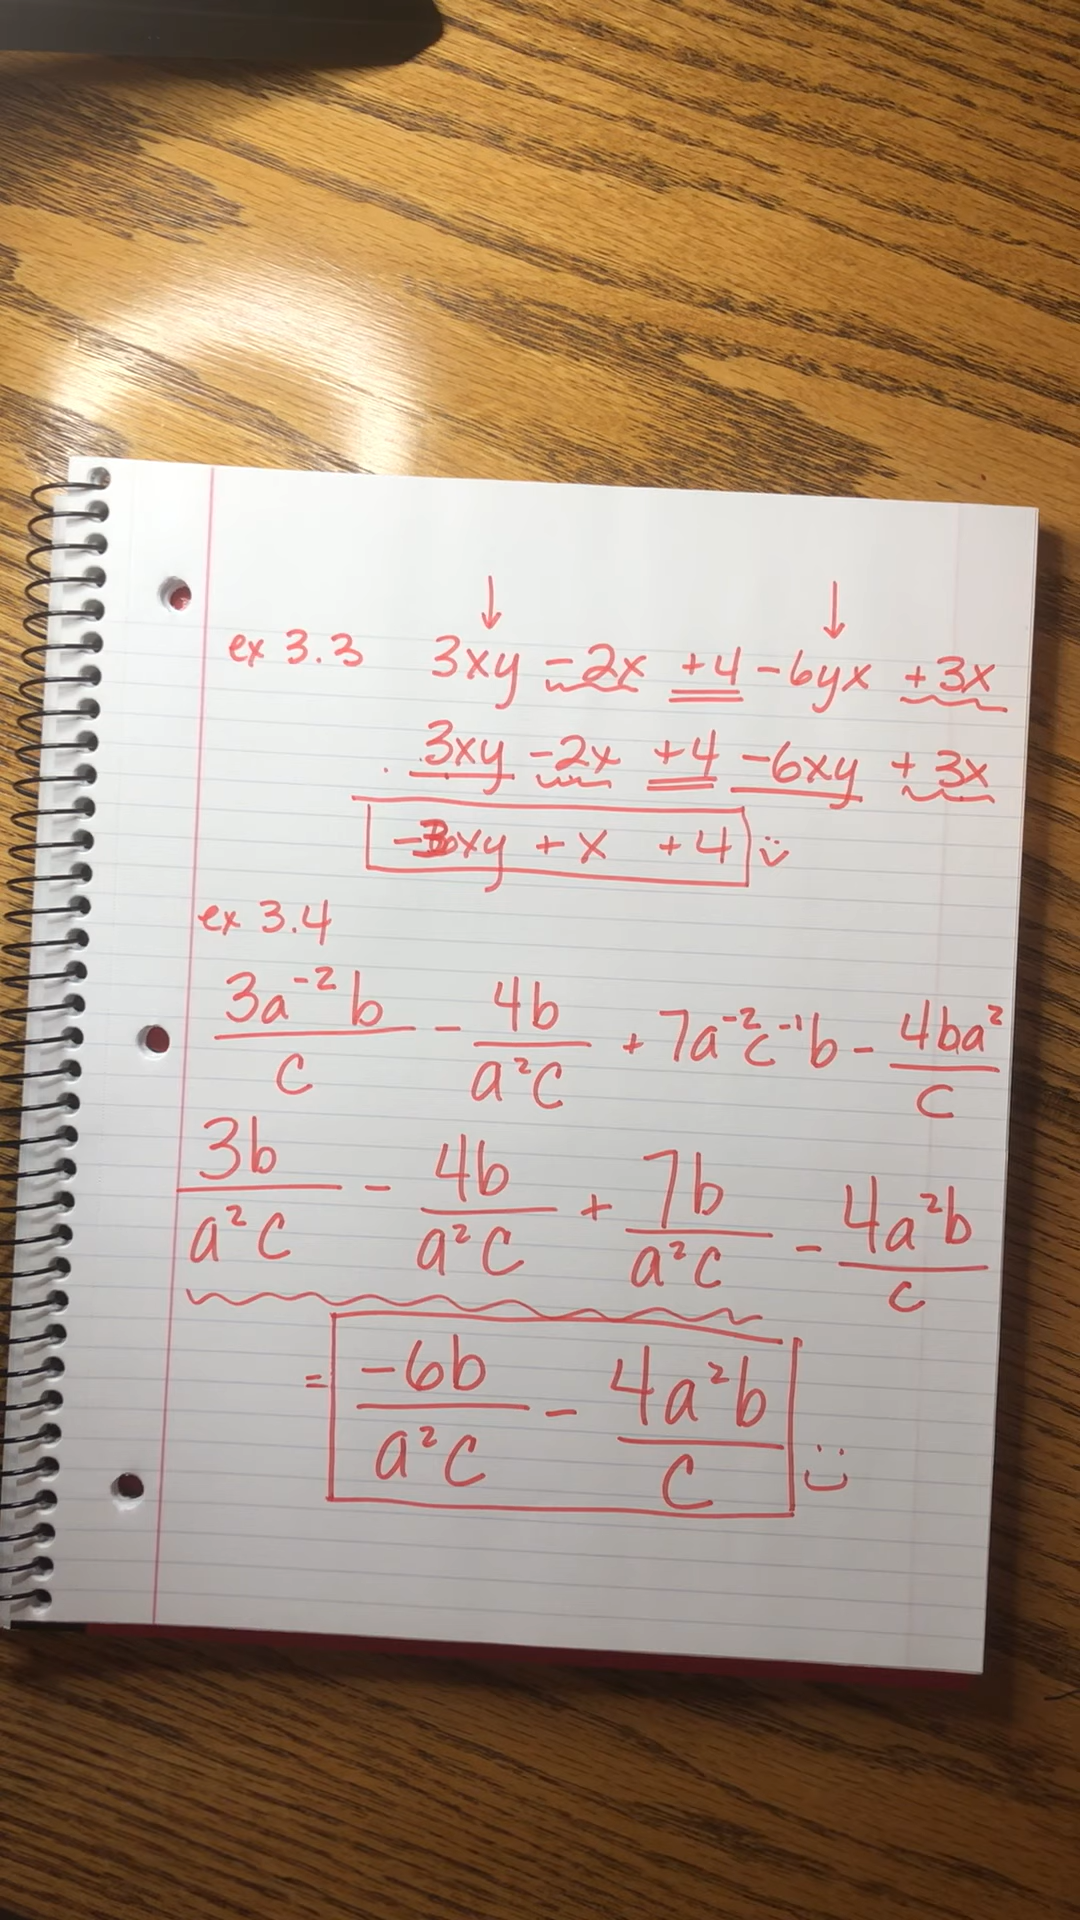 ex 3.3 3xy -2x +4 -6yx +3x
3xy -2x +4 -6xy +3x
-3xy + x +4
ex 3.4
3a⁻²b/c - 4b/a²c + 7a⁻²c⁻¹b - 4ba²/c
3b/a²c - 4b/a²c + 7b/a²c - 4a²b/c
= -6b/a²c - 4a²b/c